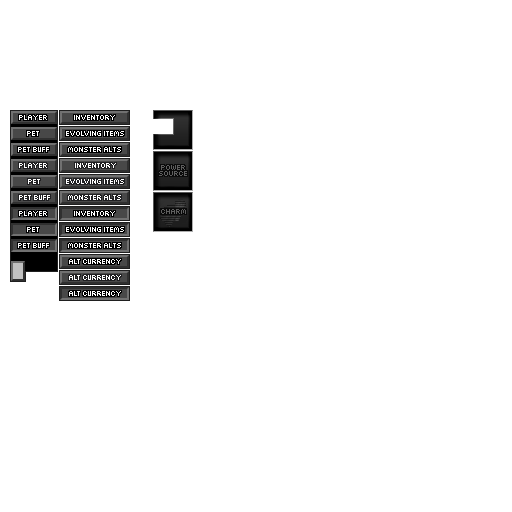 PLAYER INVENTORY
PET EVOLVING ITEMS
PET BUFF MONSTER ALTS
PLAYER INVENTORY
PET EVOLVING ITEMS
PET BUFF MONSTER ALTS
PLAYER INVENTORY
PET EVOLVING ITEMS
PET BUFF MONSTER ALTS
ALT CURRENCY
ALT CURRENCY
ALT CURRENCY
POWER
SOURCE
CHARM